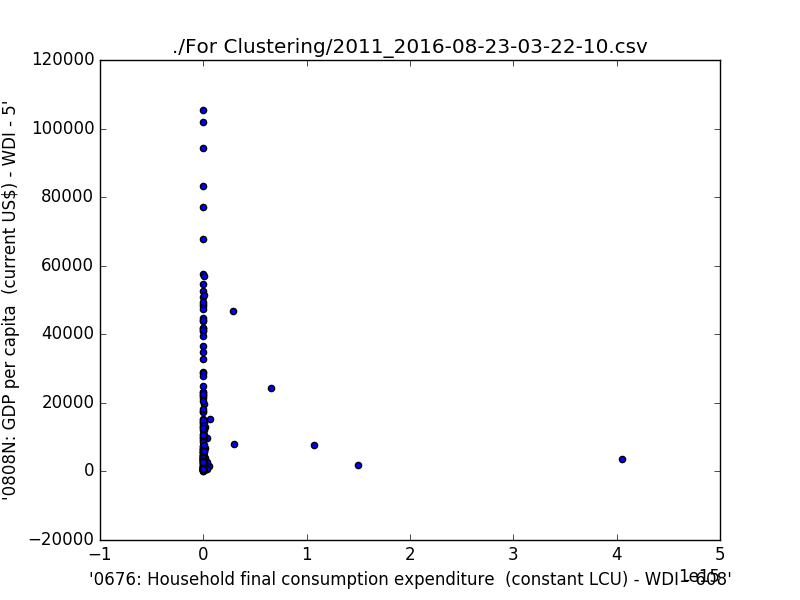 ./For Clustering/2011_2016-08-23-03-22-10.csv
120000
100000
80000
60000
40000
20000
0
−20000
'0808N: GDP per capita  (current US$) - WDI - 5'
−1 0 1 2 3 4 5
1e15
'0676: Household final consumption expenditure  (constant LCU) - WDI - 608'